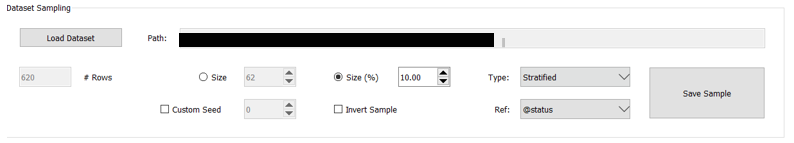 Dataset Sampling
Load Dataset Path:
620 # Rows Size 62 Size (%) 10.00 Type: Stratified
Save Sample
Custom Seed 0 Invert Sample Ref: @status